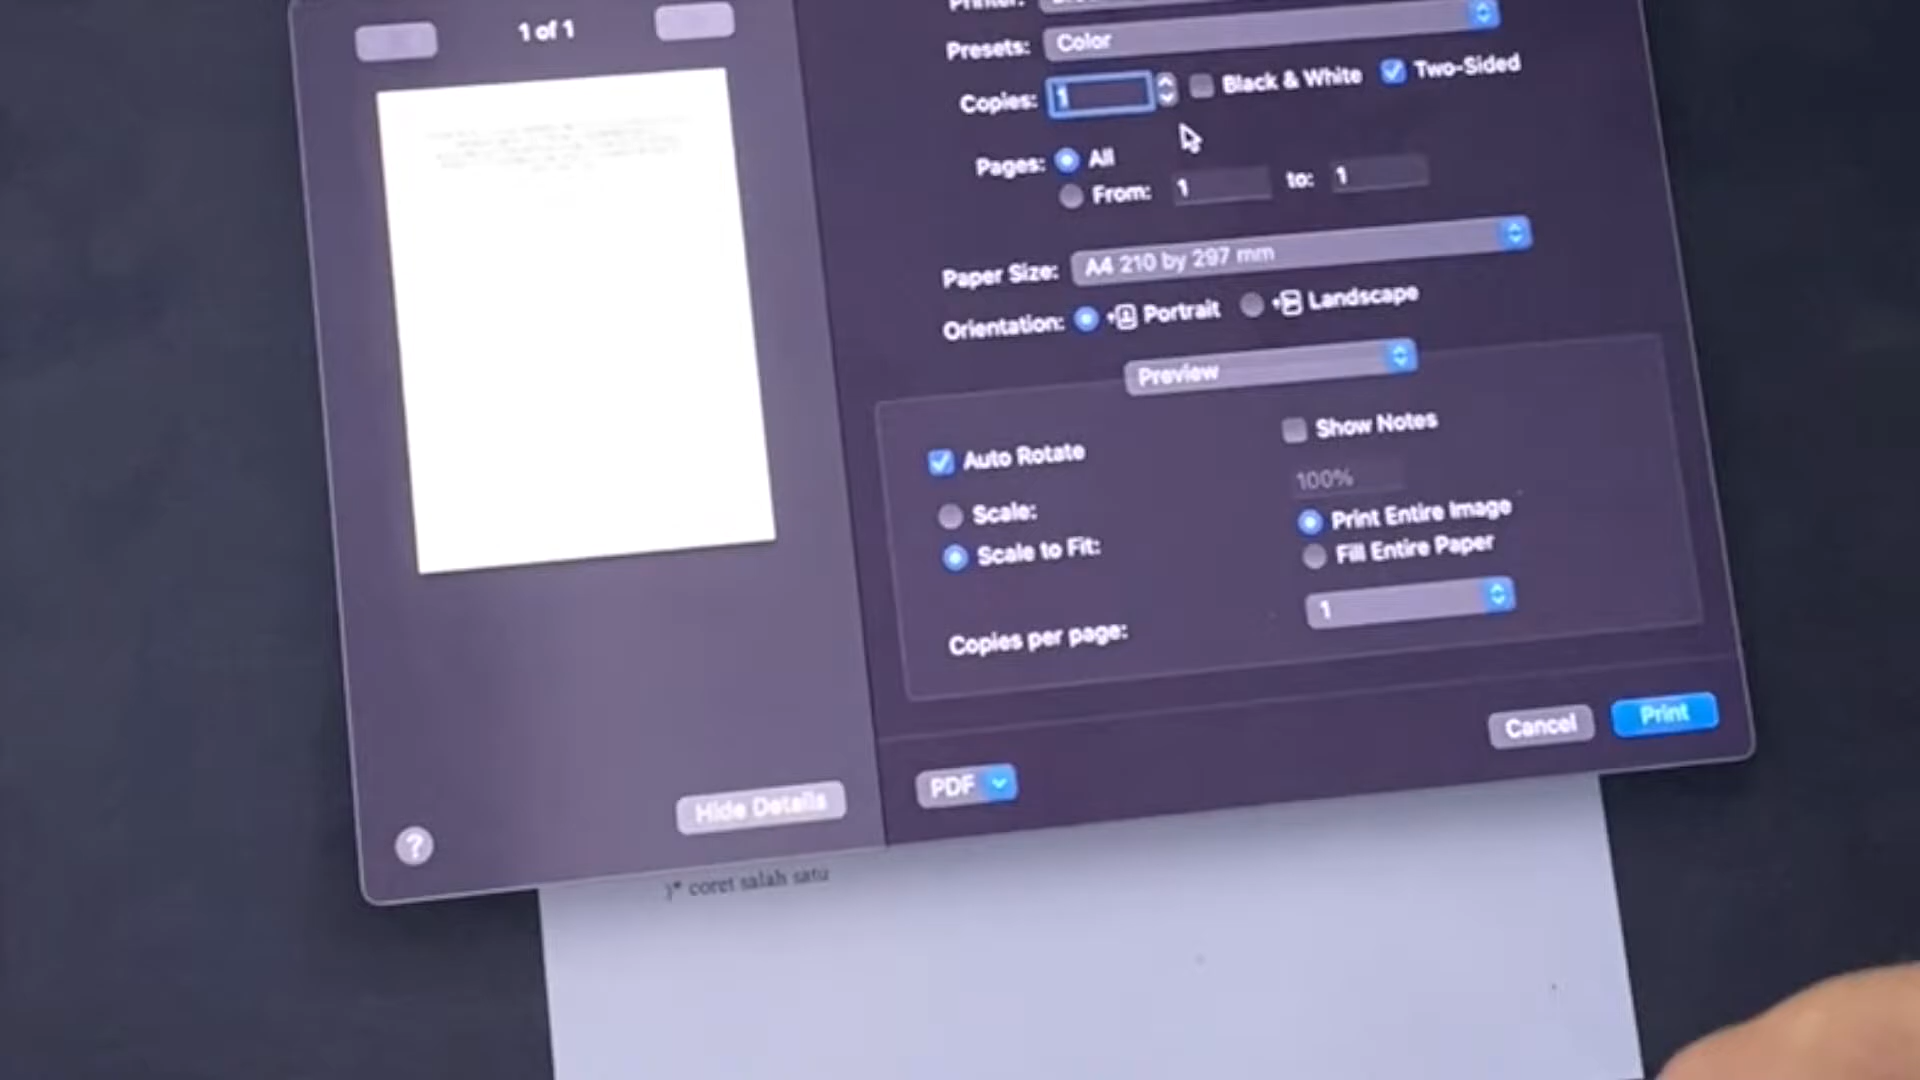 1 of 1
Printer:
Presets: Color
Copies: 1 Black & White Two-Sided
Pages: All
From: 1 to: 1
Paper Size: A4 210 by 297 mm
Orientation: Portrait Landscape
Preview
Auto Rotate Show Notes
Scale: 100%
Scale to Fit: Print Entire Image
Fill Entire Paper
Copies per page: 1
PDF Cancel Print
? Hide Details
)* coret salah satu